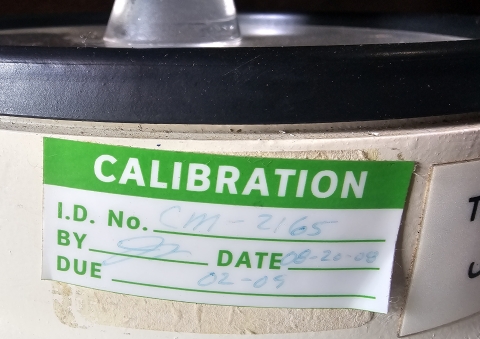 CALIBRATION
I.D. No. CM-2165
BY DATE 08-20-08
DUE 02-09